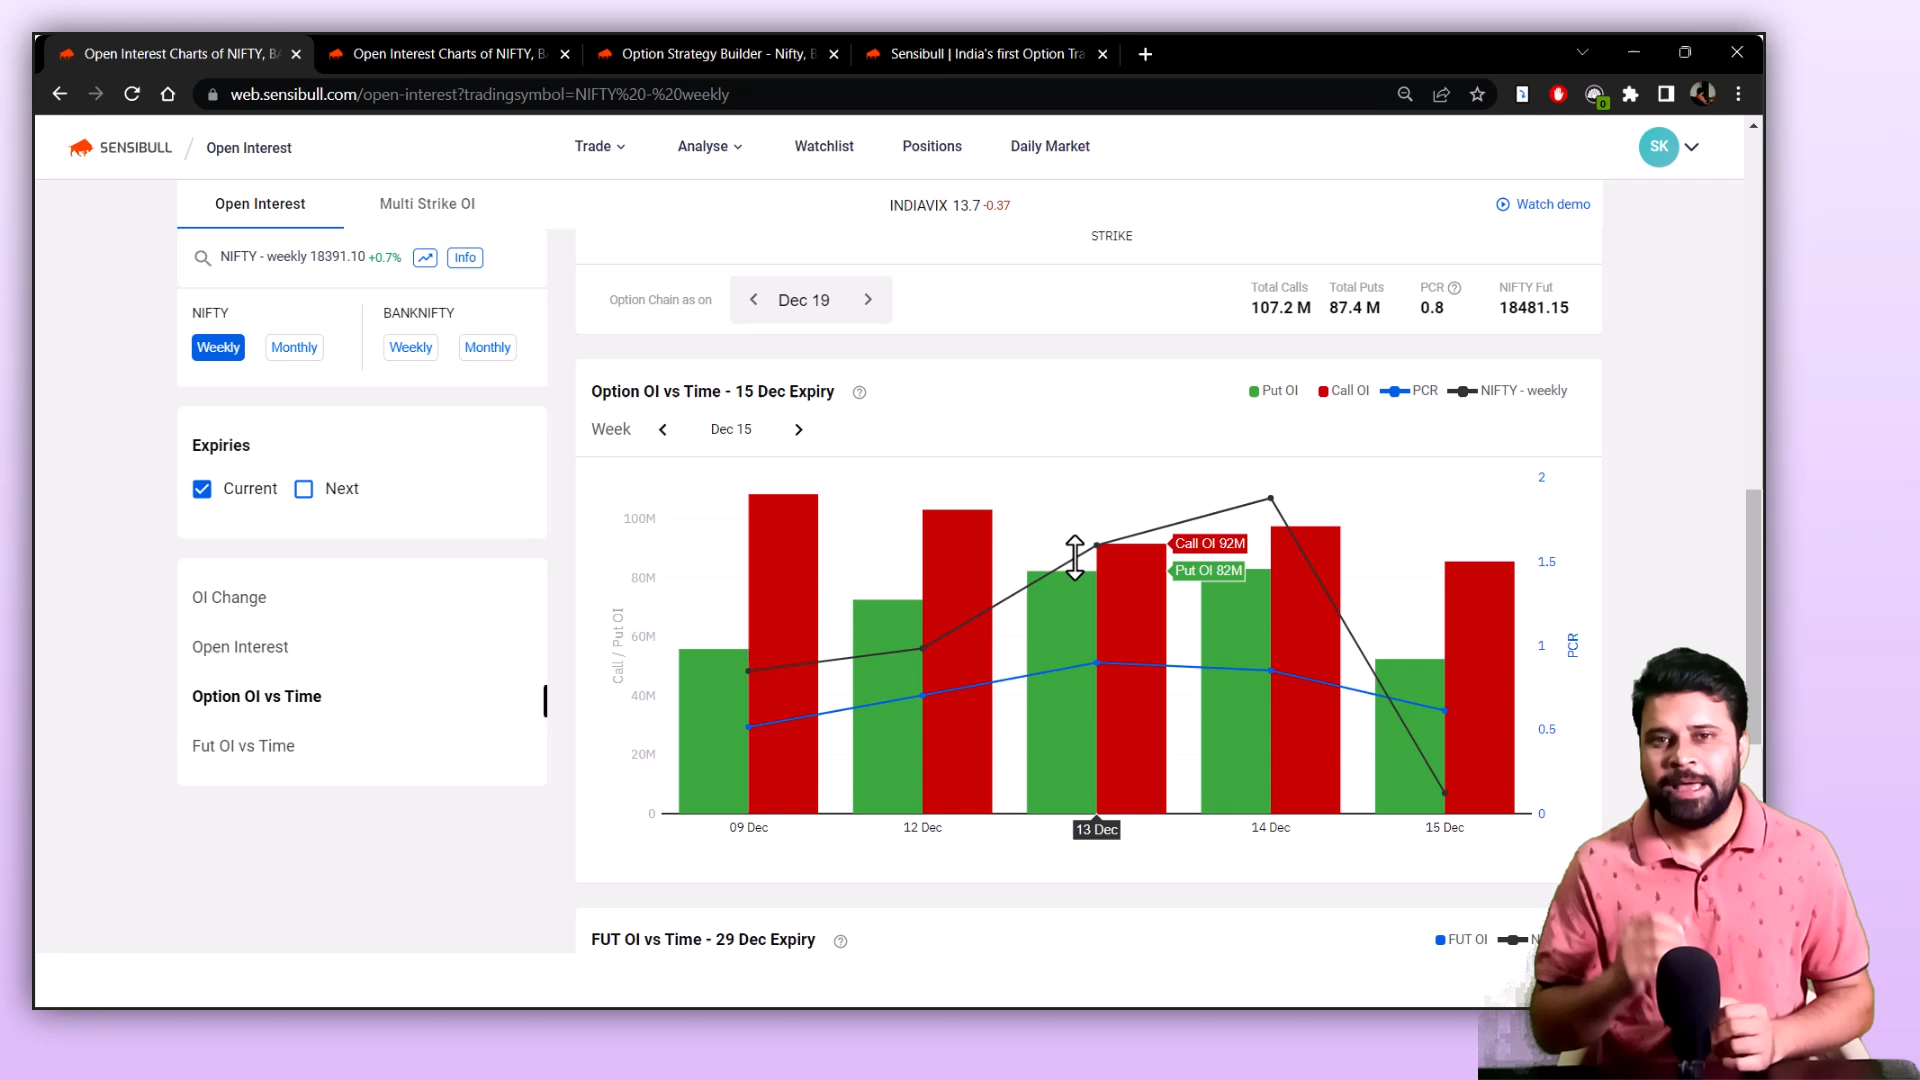 Open Interest Charts of NIFTY, BA
Open Interest Charts of NIFTY, BA
Option Strategy Builder - Nifty, B
Sensibull | India's first Option Tra
web.sensibull.com/open-interest?tradingsymbol=NIFTY%20-%20weekly
0
SENSIBULL / Open Interest
Trade
Analyse
Watchlist
Positions
Daily Market
SK
Open Interest
Multi Strike OI
INDIAVIX 13.7 -0.37
Watch demo
NIFTY - weekly 18391.10 +0.7%
Info
NIFTY
Weekly
Monthly
BANKNIFTY
Weekly
Monthly
Expiries
Current
Next
OI Change
Open Interest
Option OI vs Time
Fut OI vs Time
STRIKE
Option Chain as on
Dec 19
Total Calls
107.2 M
Total Puts
87.4 M
PCR
0.8
NIFTY Fut
18481.15
Option OI vs Time - 15 Dec Expiry
Put OI
Call OI
PCR
NIFTY - weekly
Week
Dec 15
Call / Put OI
100M
80M
60M
40M
20M
0
Call OI 92M
Put OI 82M
2
1.5
1
0.5
0
PCR
09 Dec
12 Dec
13 Dec
14 Dec
15 Dec
FUT OI vs Time - 29 Dec Expiry
FUT OI
N